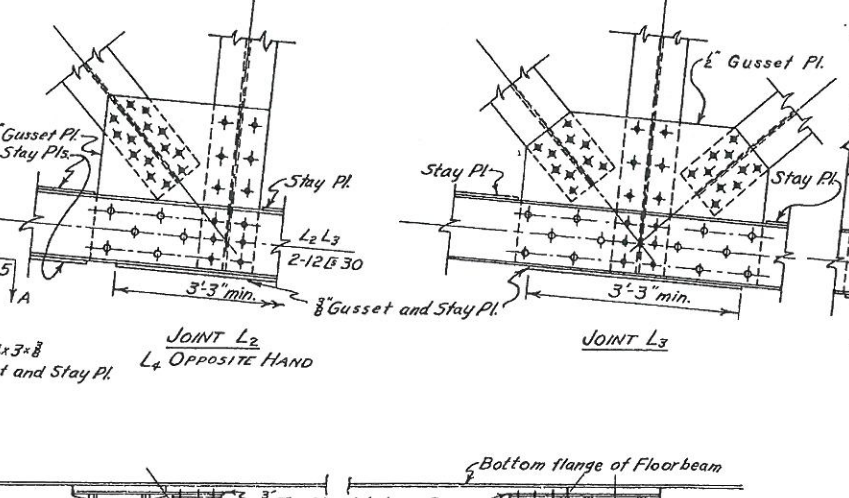 ½" Gusset Pl.
Gusset Pl.
Stay Pls.
Stay Pl.
Stay Pl.
Stay Pl.
L2 L3
2-12[s 30
5
A
3'-3" min.
⅜" Gusset and Stay Pl.
3'-3" min.
JOINT L2
L4 OPPOSITE HAND
JOINT L3
x3x⅜
and Stay Pl.
Bottom flange of Floorbeam
3'